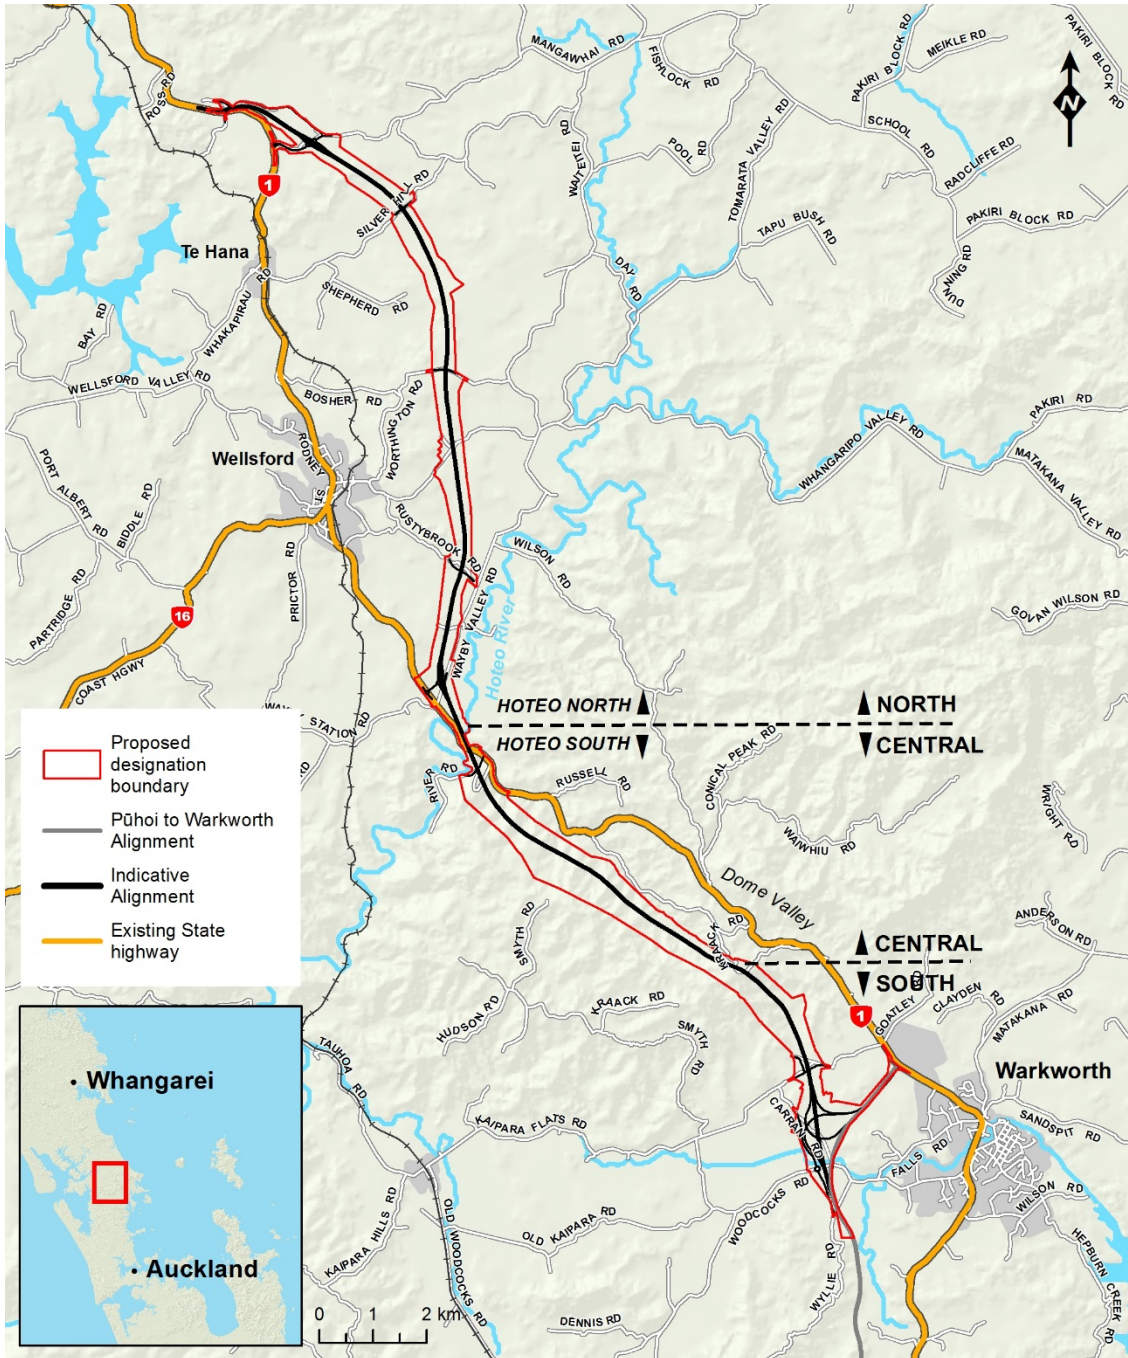 MANGAWHAI RD
FISHLOCK RD
PAKIRI BLOCK RD
MEIKLE RD
PAKIRI BLOCK RD
ROSS RD
N
WAITEITEI RD
POOL RD
TOMARATA VALLEY RD
SCHOOL RD
RADCLIFFE RD
1
SILVER HILL RD
TAPU BUSH RD
PAKIRI BLOCK RD
Te Hana
DAY RD
DUNNING RD
SHEPHERD RD
WHAKAPIRAU RD
BAY RD
WELLSFORD VALLEY RD
BOSHER RD
WORTHINGTON RD
PAKIRI RD
WHANGARIPO VALLEY RD
MATAKANA VALLEY RD
Wellsford
RODNEY ST
PORT ALBERT RD
BIDDLE RD
RUSTYBROOK RD
WILSON RD
PRICTOR RD
PARTRIDGE RD
16
WAYBY VALLEY RD
GOVAN WILSON RD
Hoteo River
COAST HGWY
STATION RD
HOTEO NORTH
NORTH
HOTEO SOUTH
CENTRAL
RIVER RD
RUSSELL RD
CONICAL PEAK RD
WAIWHIU RD
WRIGHT RD
Proposed
designation
boundary
Pūhoi to Warkworth
Alignment
Indicative
Alignment
Existing State
highway
Dome Valley
SMYTH RD
KRAACK RD
ANDERSON RD
CENTRAL
SOUTH
HUDSON RD
KRAACK RD
SMYTH RD
1
GOATLEY RD
CLAYDEN RD
MATAKANA RD
TAUHOA RD
Warkworth
Whangarei
KAIPARA FLATS RD
CARRAN RD
SANDSPIT RD
FALLS RD
WOODCOCKS RD
WILSON RD
KAIPARA HILLS RD
OLD WOODCOCKS RD
OLD KAIPARA RD
WYLLIE RD
HEPBURN CREEK RD
Auckland
0 1 2 km
DENNIS RD